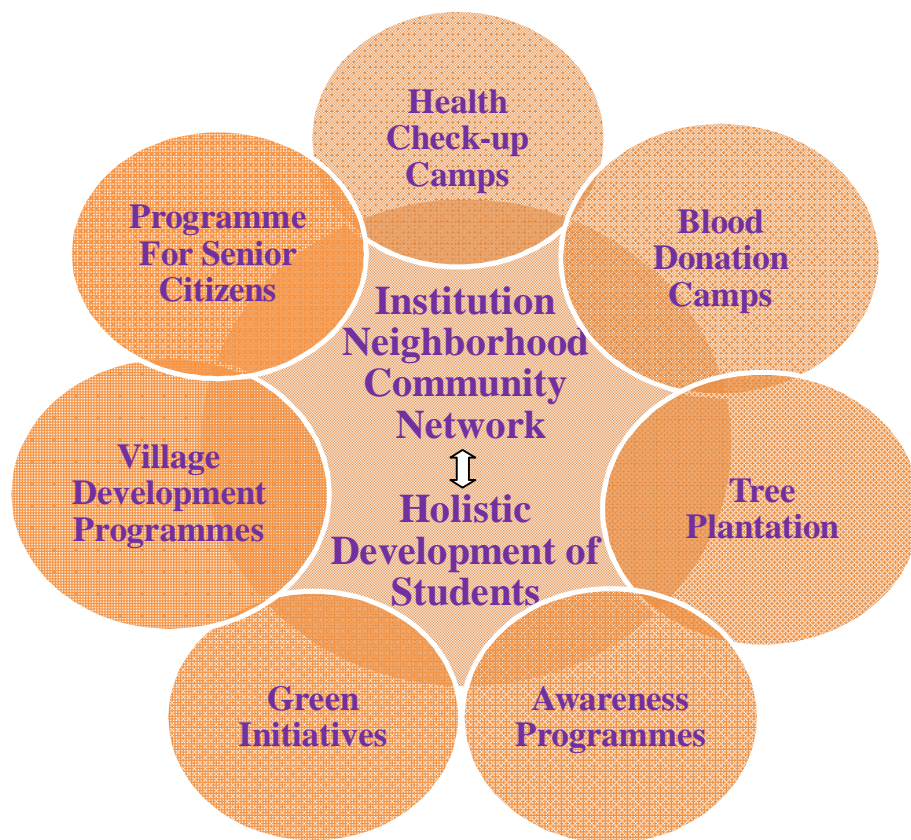 Health
Check-up
Camps
Blood
Donation
Camps
Tree
Plantation
Awareness
Programmes
Green
Initiatives
Village
Development
Programmes
Programme
For Senior
Citizens
Institution
Neighborhood
Community
Network
Holistic
Development of
Students